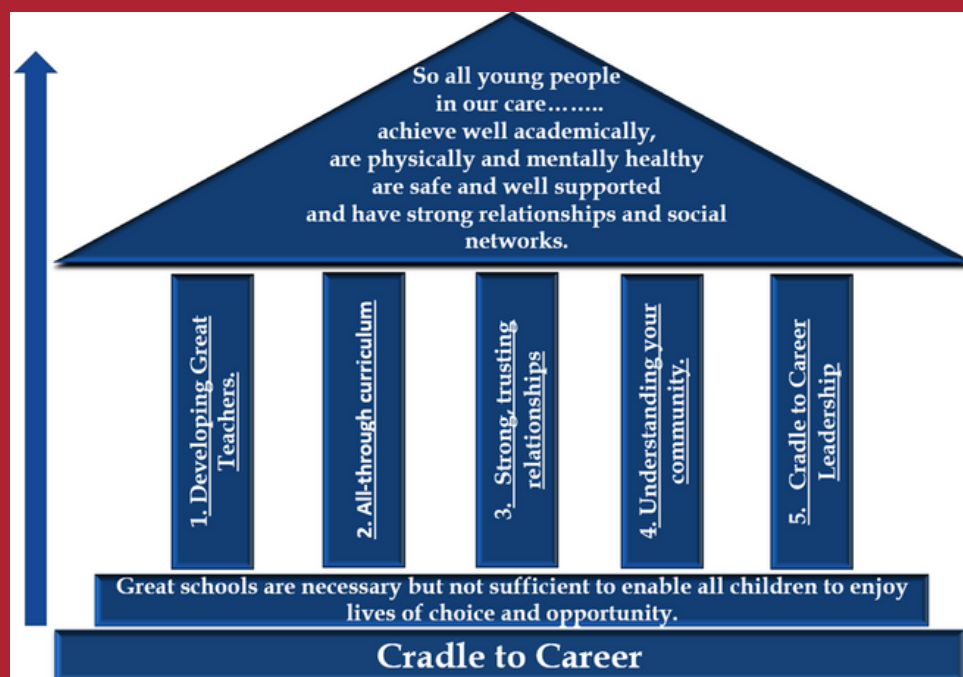 So all young people
in our care……..
achieve well academically,
are physically and mentally healthy
are safe and well supported
and have strong relationships and social
networks.
1. Developing Great
Teachers.
2. All-through curriculum
3. Strong, trusting
relationships
4. Understanding your
community.
5. Cradle to Career
Leadership
Great schools are necessary but not sufficient to enable all children to enjoy
lives of choice and opportunity.
Cradle to Career